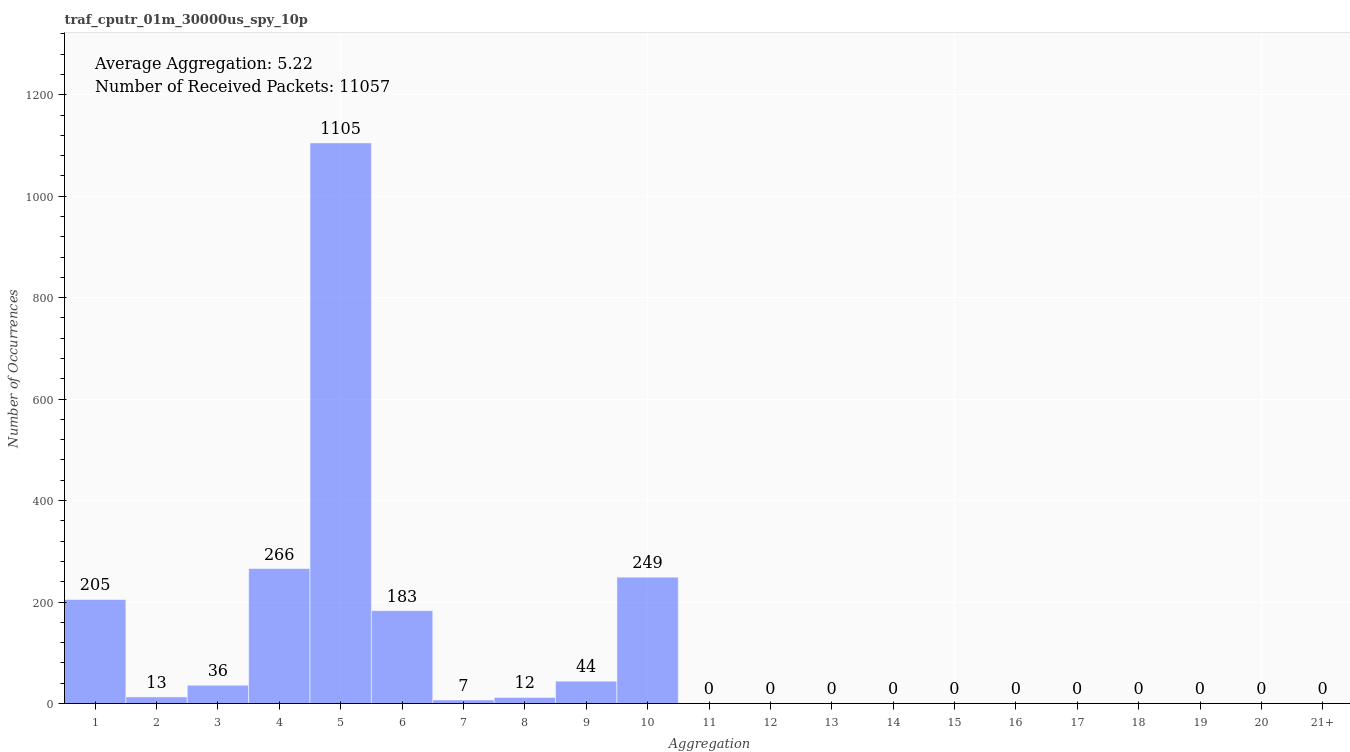 traf_cputr_01m_30000us_spy_10p
Average Aggregation: 5.22
Number of Received Packets: 11057
1200
1105
1000
800
Number of Occurrences
600
400
266
249
205
183
200
13
36
7
12
44
0 0 0 0 0 0 0 0 0 0 0
0
1 2 3 4 5 6 7 8 9 10 11 12 13 14 15 16 17 18 19 20 21+
Aggregation